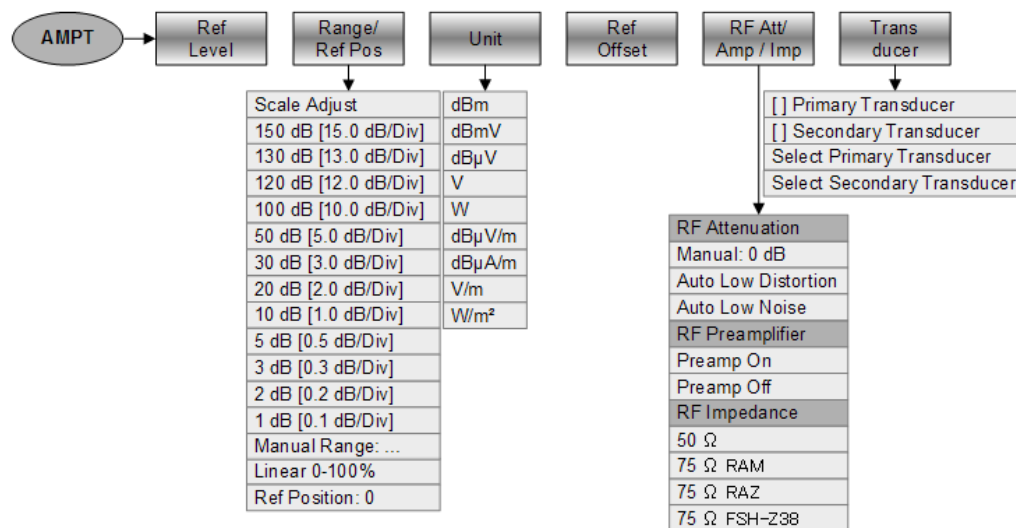 AMPT
Ref
Level
Range/
Ref Pos
Unit
Ref
Offset
RF Att/
Amp / Imp
Trans
ducer
Scale Adjust
150 dB [15.0 dB/Div]
130 dB [13.0 dB/Div]
120 dB [12.0 dB/Div]
100 dB [10.0 dB/Div]
50 dB [5.0 dB/Div]
30 dB [3.0 dB/Div]
20 dB [2.0 dB/Div]
10 dB [1.0 dB/Div]
5 dB [0.5 dB/Div]
3 dB [0.3 dB/Div]
2 dB [0.2 dB/Div]
1 dB [0.1 dB/Div]
Manual Range: ...
Linear 0-100%
Ref Position: 0
dBm
dBmV
dBµV
V
W
dBµV/m
dBµA/m
V/m
W/m²
RF Attenuation
Manual: 0 dB
Auto Low Distortion
Auto Low Noise
RF Preamplifier
Preamp On
Preamp Off
RF Impedance
50 Ω
75 Ω RAM
75 Ω RAZ
75 Ω FSH-Z38
[ ] Primary Transducer
[ ] Secondary Transducer
Select Primary Transducer
Select Secondary Transducer